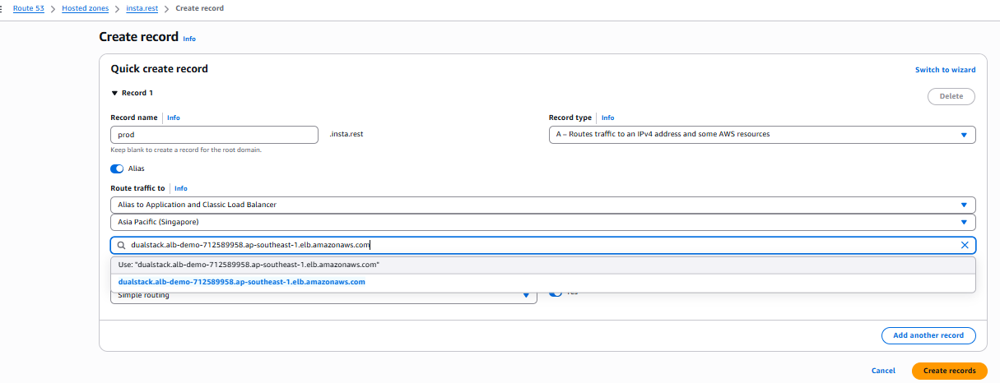 Route 53 > Hosted zones > insta.rest > Create record
Create record Info
Quick create record
Switch to wizard
▼ Record 1
Delete
Record name Info
Record type Info
prod
.insta.rest
A – Routes traffic to an IPv4 address and some AWS resources
Keep blank to create a record for the root domain.
Alias
Route traffic to Info
Alias to Application and Classic Load Balancer
Asia Pacific (Singapore)
dualstack.alb-demo-712589958.ap-southeast-1.elb.amazonaws.com
Use: "dualstack.alb-demo-712589958.ap-southeast-1.elb.amazonaws.com"
dualstack.alb-demo-712589958.ap-southeast-1.elb.amazonaws.com
Simple routing
Yes
Add another record
Cancel
Create records